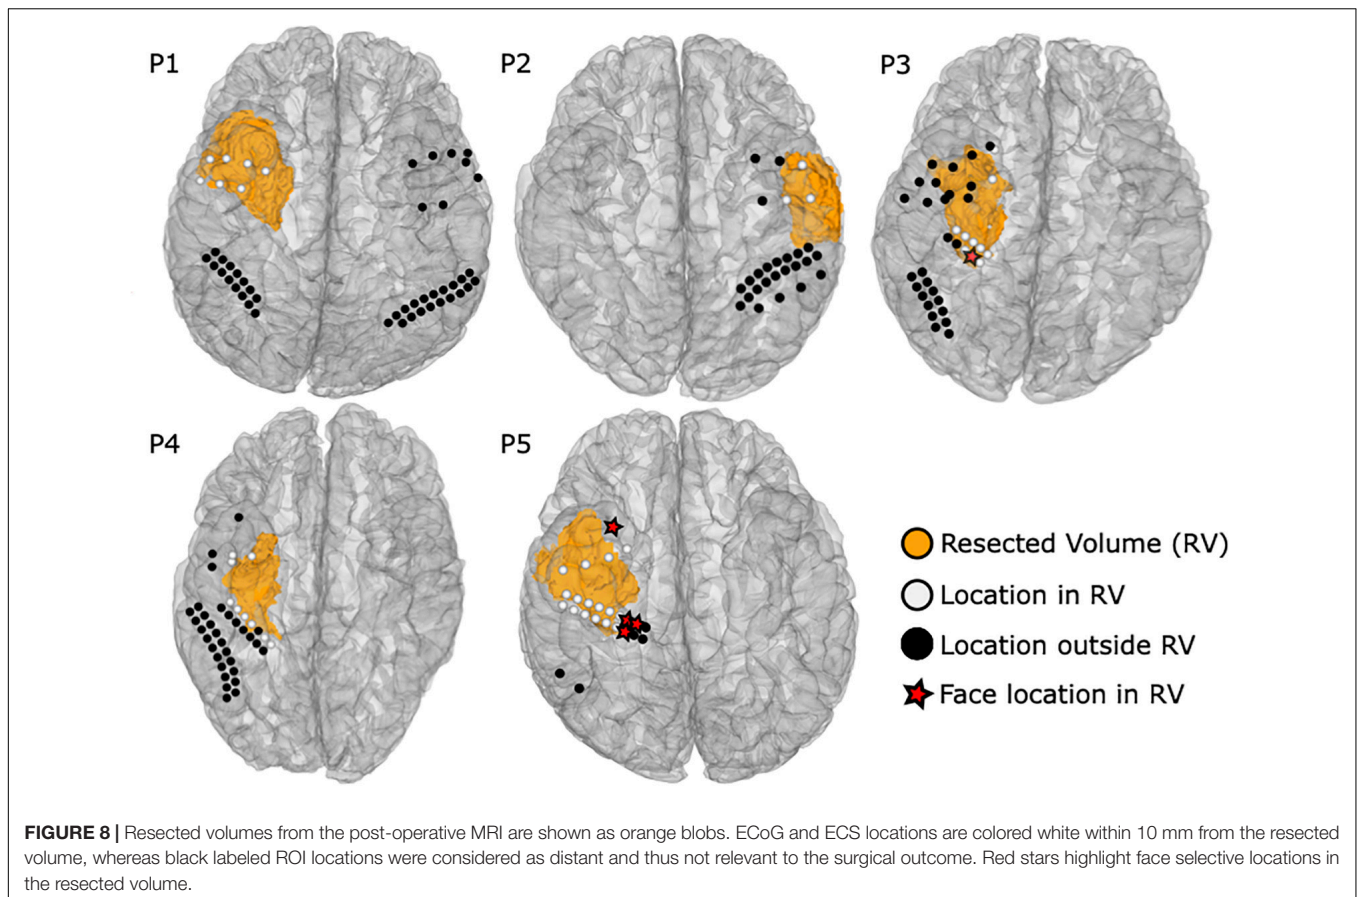 P1
P2
P3
P4
P5
Resected Volume (RV)
Location in RV
Location outside RV
Face location in RV
FIGURE 8 | Resected volumes from the post-operative MRI are shown as orange blobs. ECoG and ECS locations are colored white within 10 mm from the resected
volume, whereas black labeled ROI locations were considered as distant and thus not relevant to the surgical outcome. Red stars highlight face selective locations in
the resected volume.